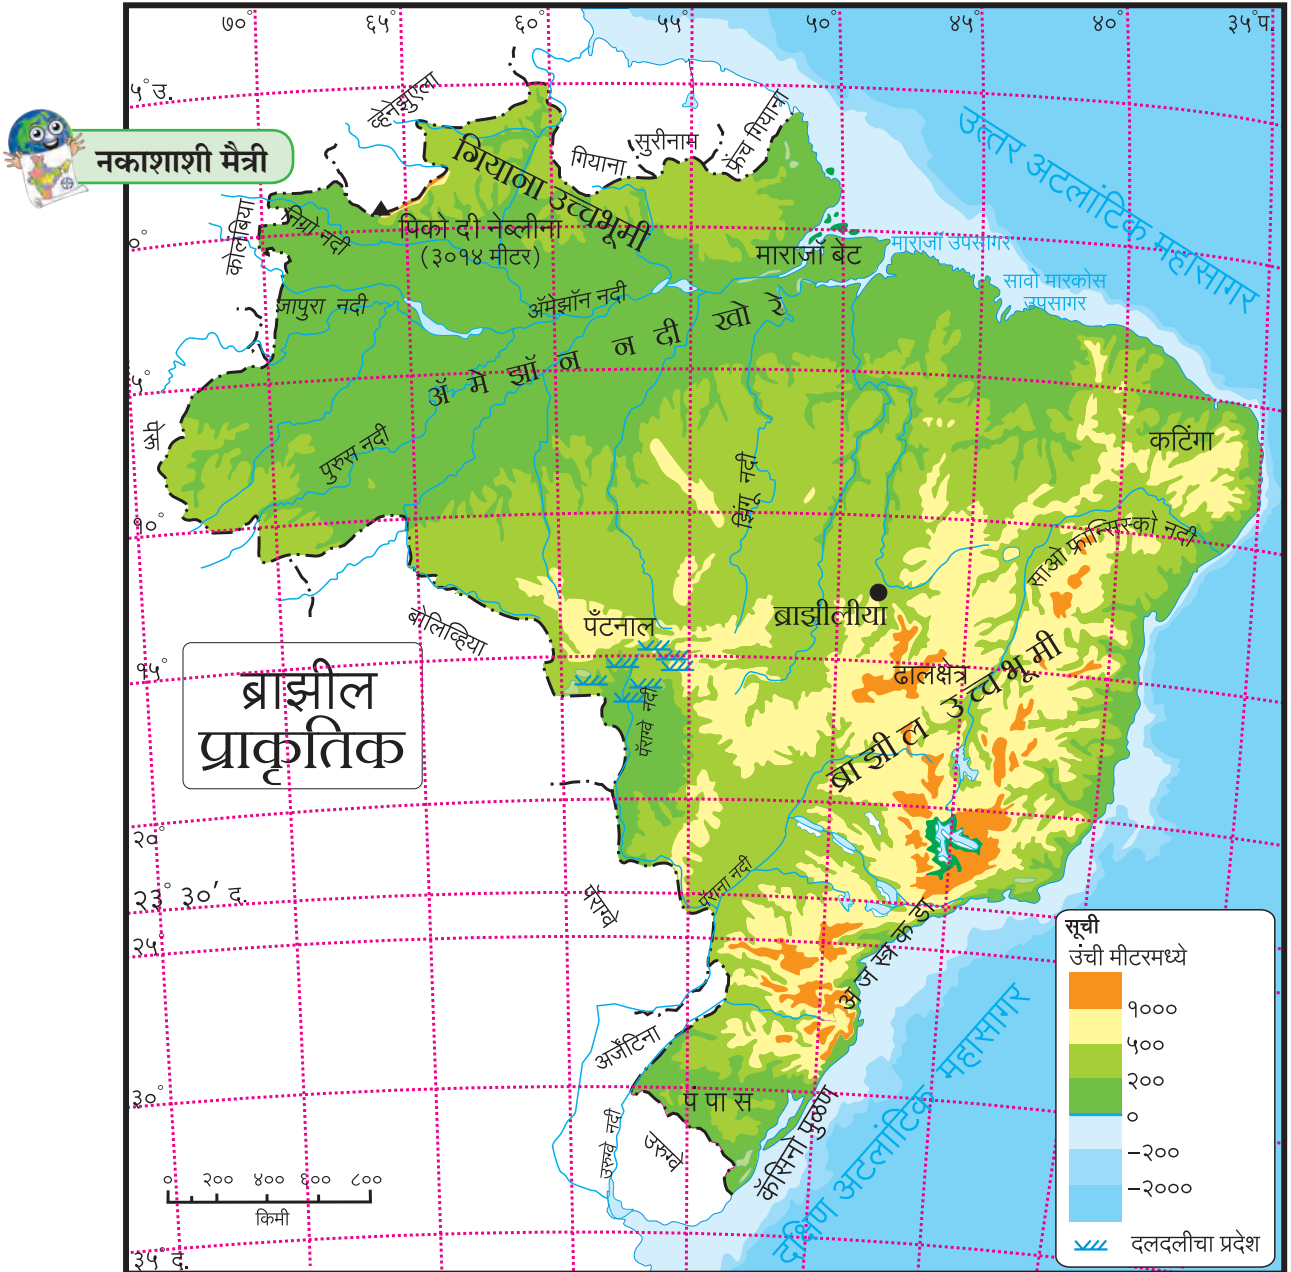 ७०°
६५°
६०°
५५°
५०°
४५°
४०°
३५°प.
५°उ.
नकाशाशी मैत्री
व्हेनेझुएला
गियाना
सुरीनाम
फ्रेंच गियाना
उत्तर अटलांटिक महासागर
गियाना उच्चभूमी
कोलंबिया
निग्रो नदी
०°
पिको दी नेब्लीना
(३०१४ मीटर)
माराजॉ बेट
माराजॉ उपसागर
सावो मारकोस
उपसागर
जापुरा नदी
ॲमेझॉन नदी
ॲमेझॉन नदी खोरे
५°
पुरुस नदी
झिंगू नदी
कटिंगा
१०°
साओ फ्रान्सिस्को नदी
बोलिव्हिया
पँटनाल
ब्राझीलीया
१५°
ब्राझील
प्राकृतिक
ढालक्षेत्र
ब्राझील उच्चभूमी
पॅराग्वे नदी
२०°
पॅराना नदी
२३° ३०' द.
पॅराग्वे
अजस्त्र कडा
२५°
अर्जेंटिना
दक्षिण अटलांटिक महासागर
३०°
पपास
उरुग्वे नदी
उरुग्वे
कॅसिनो पुळण
० २०० ४०० ६०० ८००
किमी
३५°द.
सूची
उंची मीटरमध्ये
१०००
५००
२००
०
–२००
–२०००
दलदलीचा प्रदेश